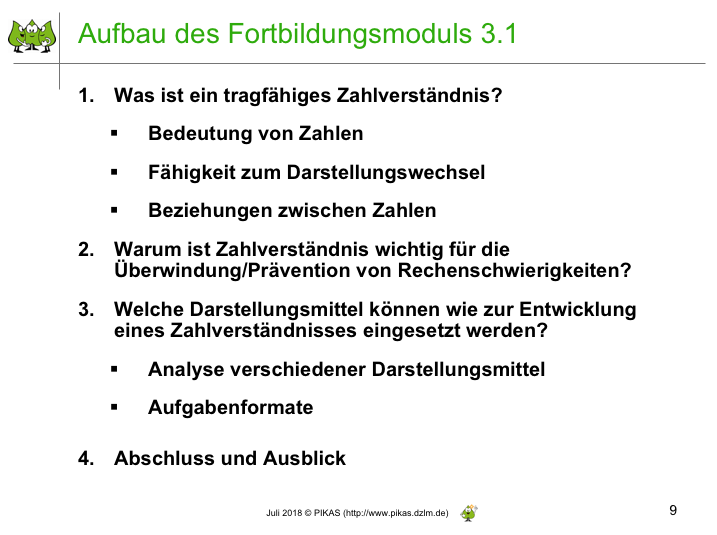 Aufbau des Fortbildungsmoduls 3.1
1. Was ist ein tragfähiges Zahlverständnis?
▪ Bedeutung von Zahlen
▪ Fähigkeit zum Darstellungswechsel
▪ Beziehungen zwischen Zahlen
2. Warum ist Zahlverständnis wichtig für die
Überwindung/Prävention von Rechenschwierigkeiten?
3. Welche Darstellungsmittel können wie zur Entwicklung
eines Zahlverständnisses eingesetzt werden?
▪ Analyse verschiedener Darstellungsmittel
▪ Aufgabenformate
4. Abschluss und Ausblick
Juli 2018 © PIKAS (http://www.pikas.dzlm.de)
9